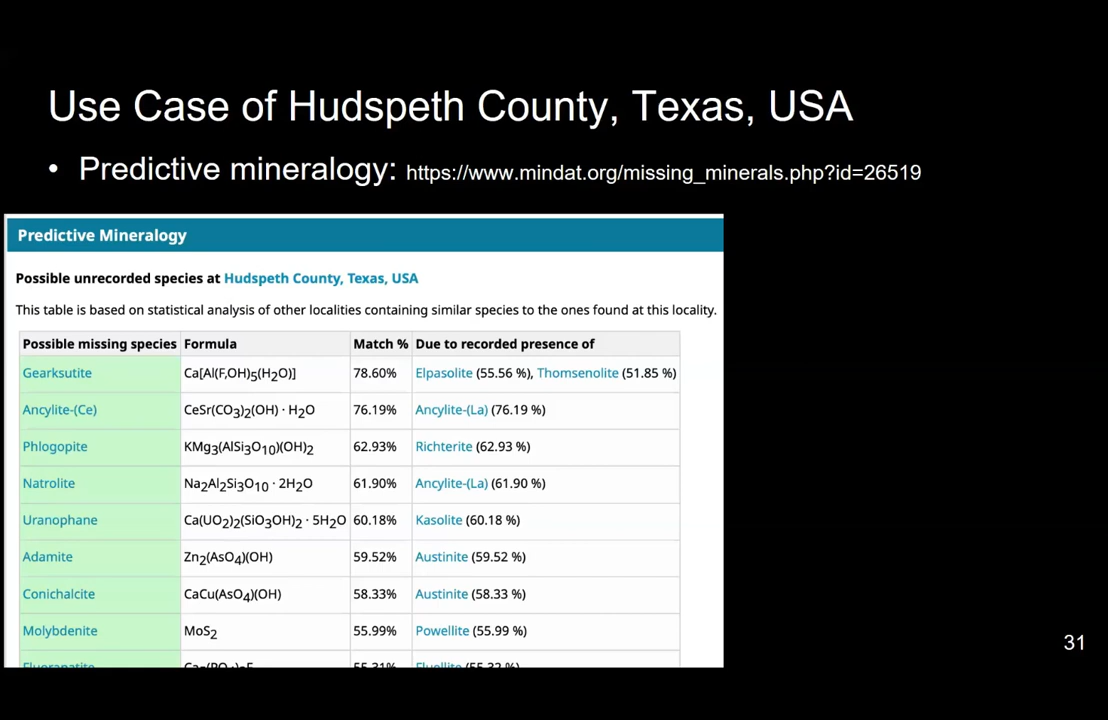 Use Case of Hudspeth County, Texas, USA
• Predictive mineralogy: https://www.mindat.org/missing_minerals.php?id=26519
Predictive Mineralogy
Possible unrecorded species at Hudspeth County, Texas, USA
This table is based on statistical analysis of other localities containing similar species to the ones found at this locality.
Possible missing species Formula Match % Due to recorded presence of
Gearksutite Ca[Al(F,OH)5(H2O)] 78.60% Elpasolite (55.56 %), Thomsenolite (51.85 %)
Ancylite-(Ce) CeSr(CO3)2(OH) · H2O 76.19% Ancylite-(La) (76.19 %)
Phlogopite KMg3(AlSi3O10)(OH)2 62.93% Richterite (62.93 %)
Natrolite Na2Al2Si3O10 · 2H2O 61.90% Ancylite-(La) (61.90 %)
Uranophane Ca(UO2)2(SiO3OH)2 · 5H2O 60.18% Kasolite (60.18 %)
Adamite Zn2(AsO4)(OH) 59.52% Austinite (59.52 %)
Conichalcite CaCu(AsO4)(OH) 58.33% Austinite (58.33 %)
Molybdenite MoS2 55.99% Powellite (55.99 %)
31